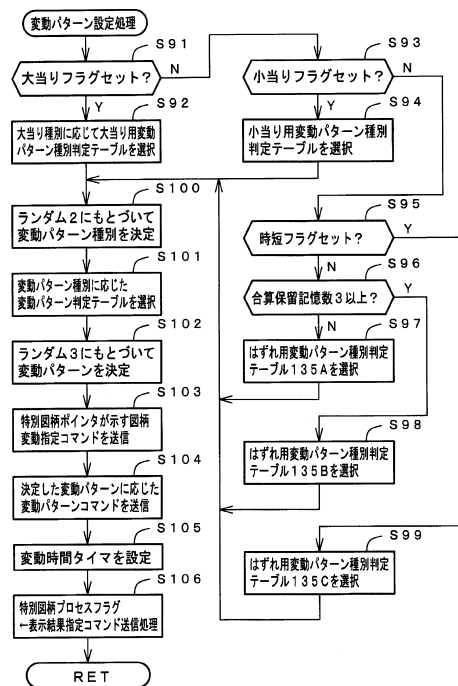 変動パターン設定処理
S91
大当りフラグセット?
N
Y
S92
大当り種別に応じて大当り用変動
パターン種別判定テーブルを選択
S93
小当りフラグセット?
N
Y
S94
小当り用変動パターン種別
判定テーブルを選択
S95
時短フラグセット?
Y
N
S96
合算保留記憶数3以上?
Y
N
S97
はずれ用変動パターン種別判定
テーブル135Aを選択
S98
はずれ用変動パターン種別判定
テーブル135Bを選択
S99
はずれ用変動パターン種別判定
テーブル135Cを選択
S100
ランダム2にもとづいて
変動パターン種別を決定
S101
変動パターン種別に応じた
変動パターン判定テーブルを選択
S102
ランダム3にもとづいて
変動パターンを決定
S103
特別図柄ポインタが示す図柄
変動指定コマンドを送信
S104
決定した変動パターンに応じた
変動パターンコマンドを送信
S105
変動時間タイマを設定
S106
特別図柄プロセスフラグ
←表示結果指定コマンド送信処理
RET